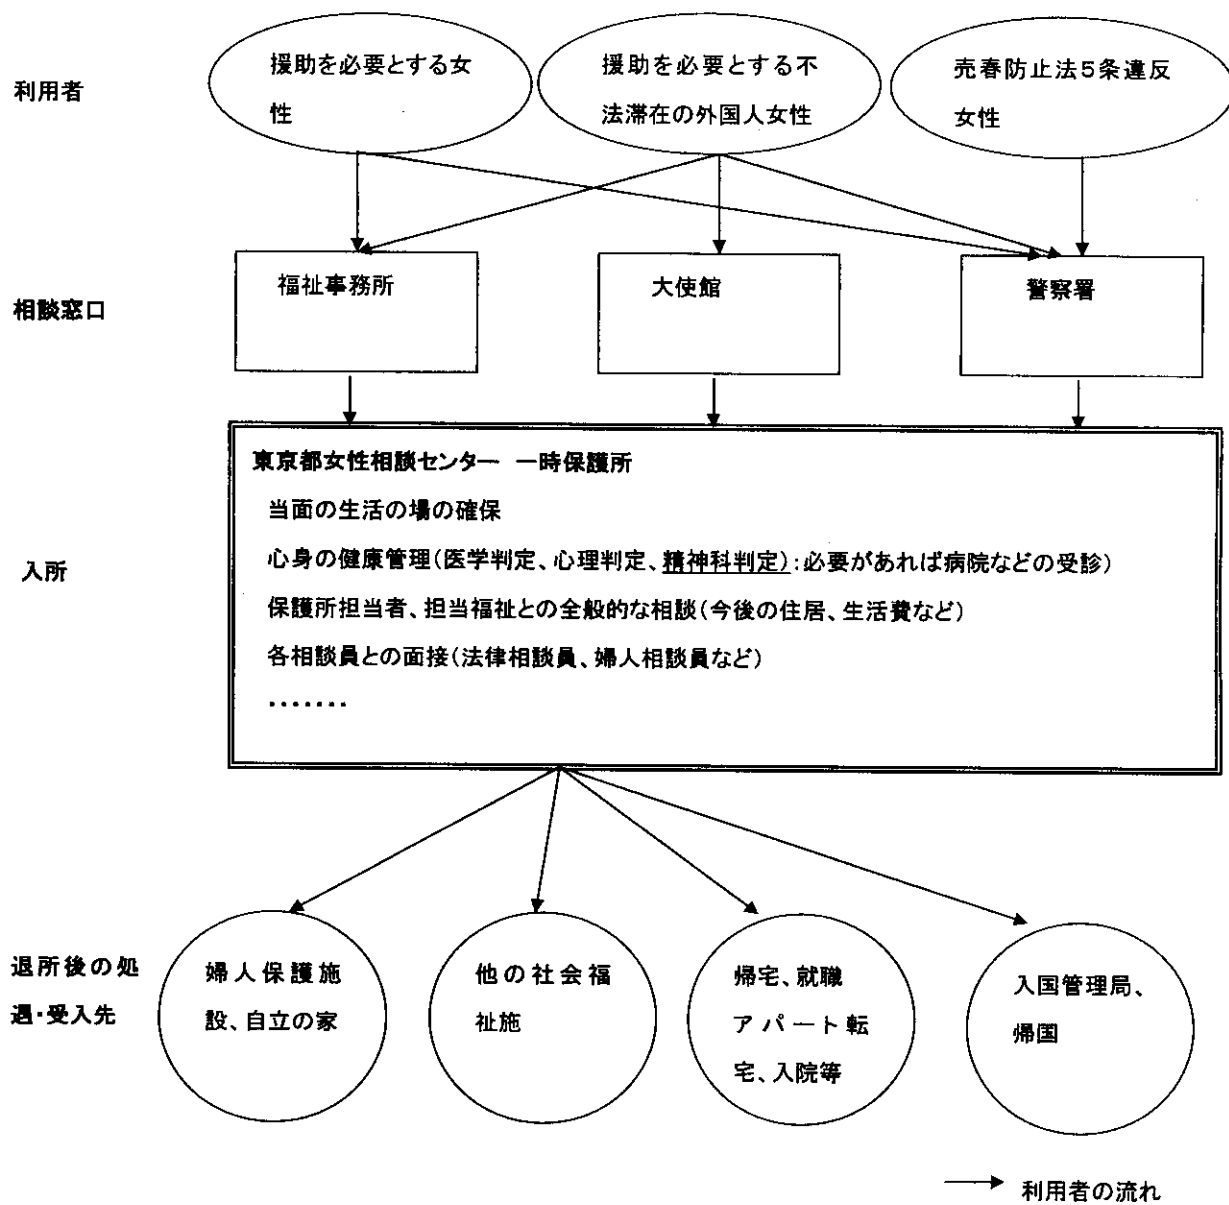 利用者
援助を必要とする女
性
援助を必要とする不
法滞在の外国人女性
売春防止法5条違反
女性
相談窓口
福祉事務所
大使館
警察署
入所
東京都女性相談センター 一時保護所
当面の生活の場の確保
心身の健康管理(医学判定、心理判定、精神科判定):必要があれば病院などの受診)
保護所担当者、担当福祉との全般的な相談(今後の住居、生活費など)
各相談員との面接(法律相談員、婦人相談員など)
・・・・・・・
退所後の処
遇・受入先
婦人保護施
設、自立の家
他の社会福
祉施
帰宅、就職
アパート転
宅、入院等
入国管理局、
帰国
利用者の流れ